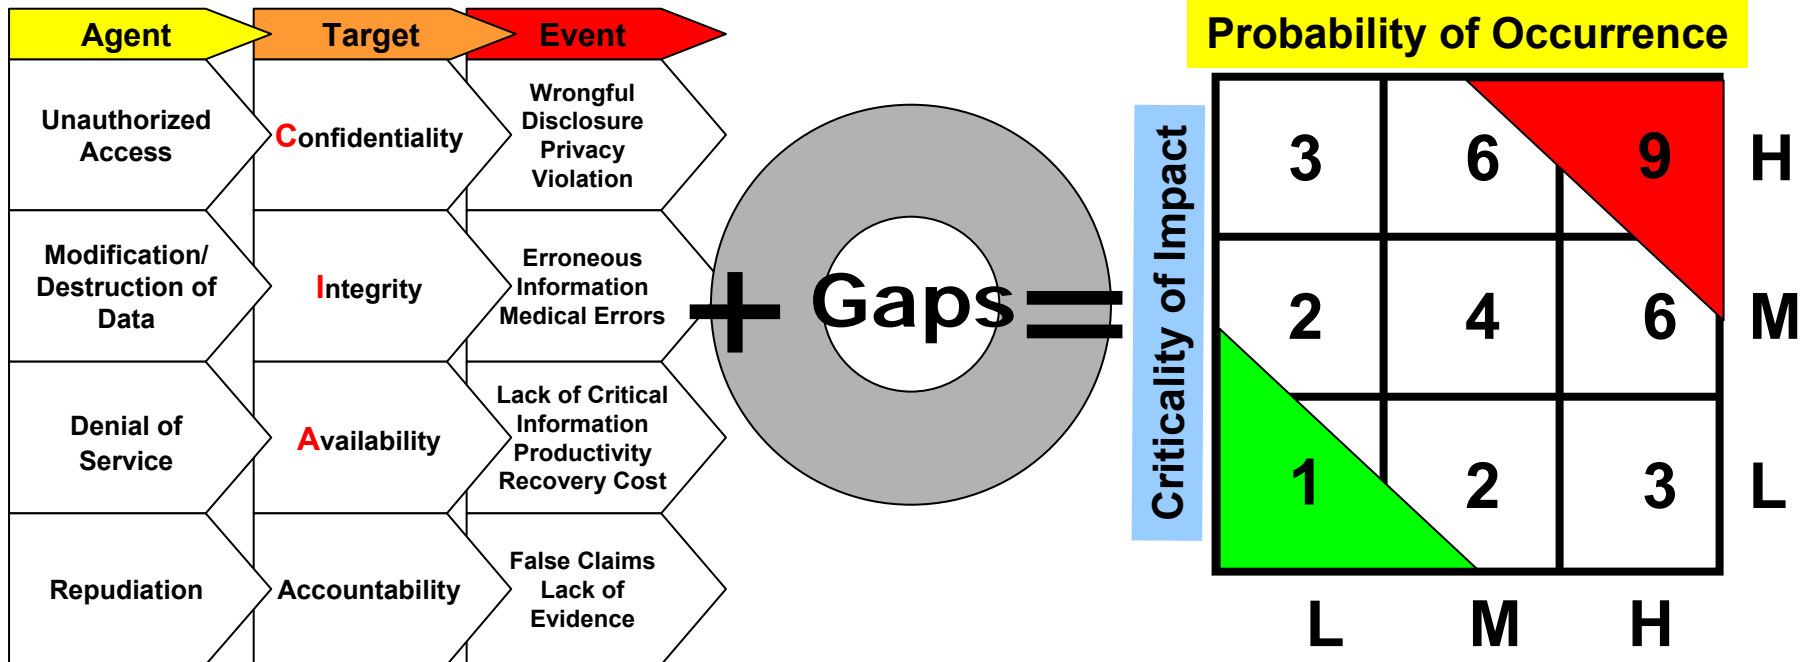 Agent
Target
Event
Unauthorized
Access
Confidentiality
Wrongful
Disclosure
Privacy
Violation
Modification/
Destruction of
Data
Integrity
Erroneous
Information
Medical Errors
Denial of
Service
Availability
Lack of Critical
Information
Productivity
Recovery Cost
Repudiation
Accountability
False Claims
Lack of
Evidence
+ Gaps =
Probability of Occurrence
Criticality of Impact
3 6 9 H
2 4 6 M
1 2 3 L
L M H